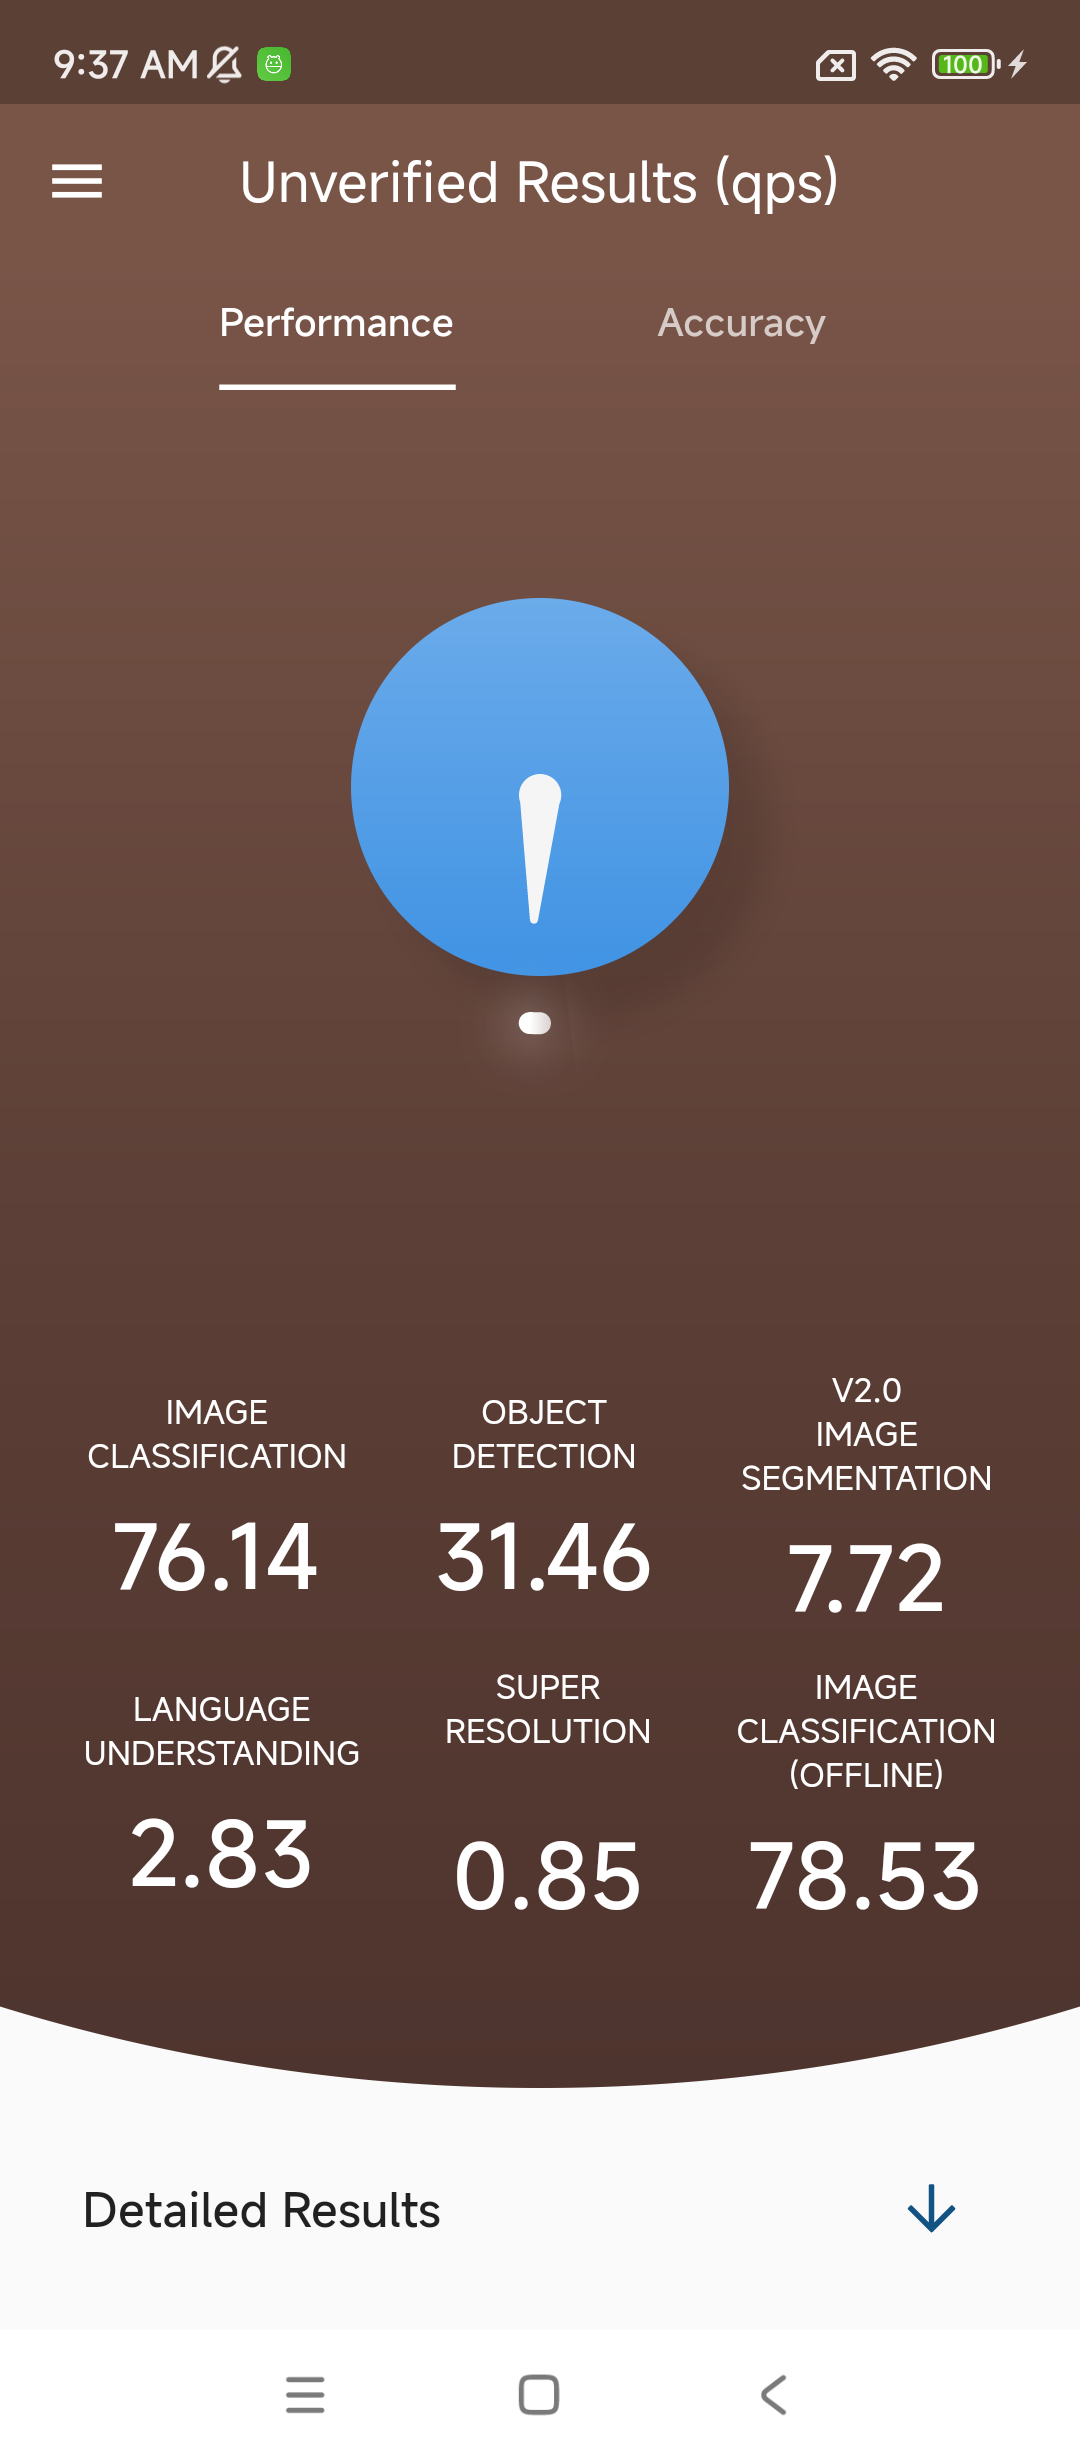 9:37 AM
100
Unverified Results (qps)
Performance
Accuracy
IMAGE
CLASSIFICATION
76.14
OBJECT
DETECTION
31.46
V2.0
IMAGE
SEGMENTATION
7.72
LANGUAGE
UNDERSTANDING
2.83
SUPER
RESOLUTION
0.85
IMAGE
CLASSIFICATION
(OFFLINE)
78.53
Detailed Results